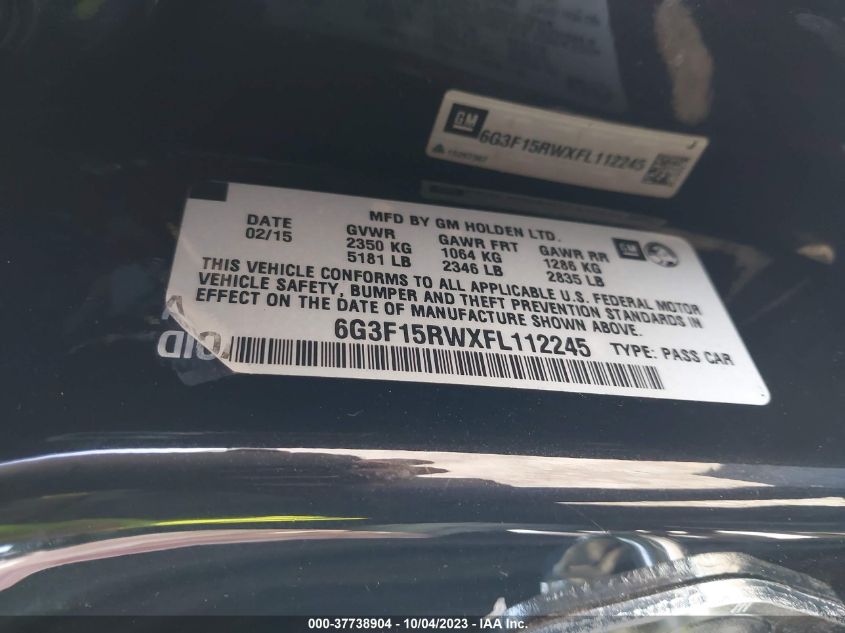 GM
6G3F15RWXFL112245
J
DATE
02/15
MFD BY GM HOLDEN LTD.
GVWR GAWR FRT GAWR RR
2350 KG 1064 KG 1286 KG
5181 LB 2346 LB 2835 LB
GM
THIS VEHICLE CONFORMS TO ALL APPLICABLE U.S. FEDERAL MOTOR
VEHICLE SAFETY, BUMPER AND THEFT PREVENTION STANDARDS IN
EFFECT ON THE DATE OF MANUFACTURE SHOWN ABOVE.
6G3F15RWXFL112245 TYPE: PASS CAR
000-37738904 - 10/04/2023 - IAA Inc.